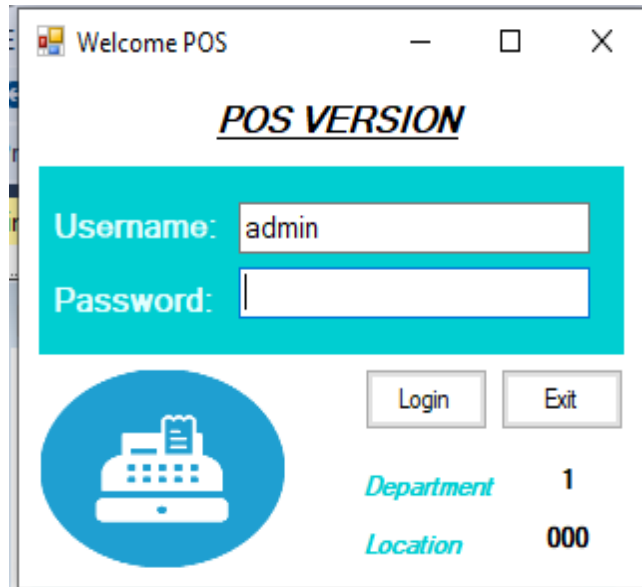 Welcome POS
POS VERSION
Username: admin
Password:
Login Exit
Department 1
Location 000